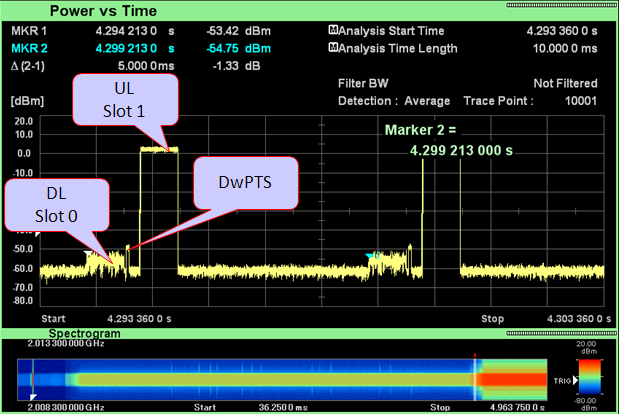 Power vs Time
MKR 1 4.294 213 0 s -53.42 dBm
MKR 2 4.299 213 0 s -54.75 dBm
Δ (2-1) 5.000 0 ms -1.33 dB
M Analysis Start Time 4.293 360 0 s
M Analysis Time Length 10.000 0 ms
Filter BW Not Filtered
Detection : Average Trace Point : 10001
[dBm]
UL
Slot 1
Marker 2 =
4.299 213 000 s
DwPTS
DL
Slot 0
20.0
10.0
0.0
-50.0
-60.0
-70.0
-80.0
Start 4.293 360 0 s Stop 4.303 360 0 s
Spectrogram
2.013 300 000 GHz
20.00
dBm
TRIG
-80.00
dBm
2.008 300 000 GHz Start 36.250 0 ms Stop 4.963 750 0 s